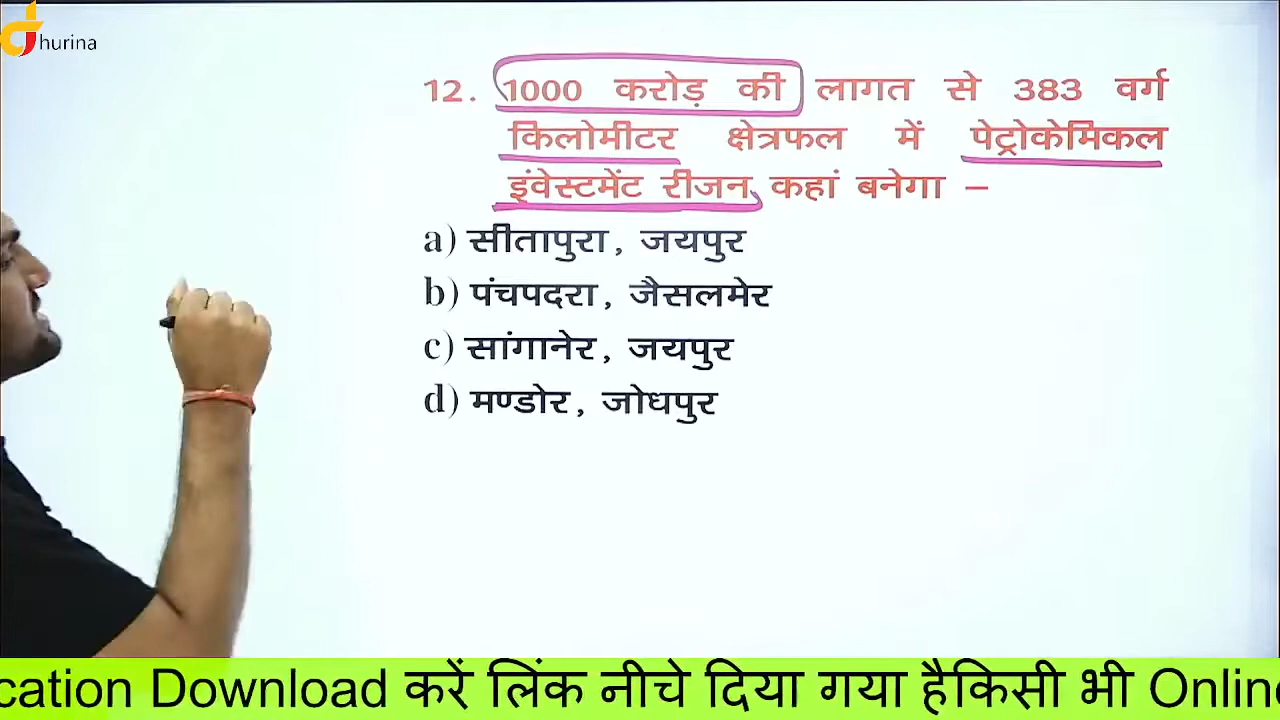 hurina
12. 1000 करोड़ की लागत से 383 वर्ग
किलोमीटर क्षेत्रफल में पेट्रोकेमिकल
इंवेस्टमेंट रीजन कहां बनेगा –
a) सीतापुरा, जयपुर
b) पंचपदरा, जैसलमेर
c) सांगानेर, जयपुर
d) मण्डोर, जोधपुर
cation Download करें लिंक नीचे दिया गया हैकिसी भी Online